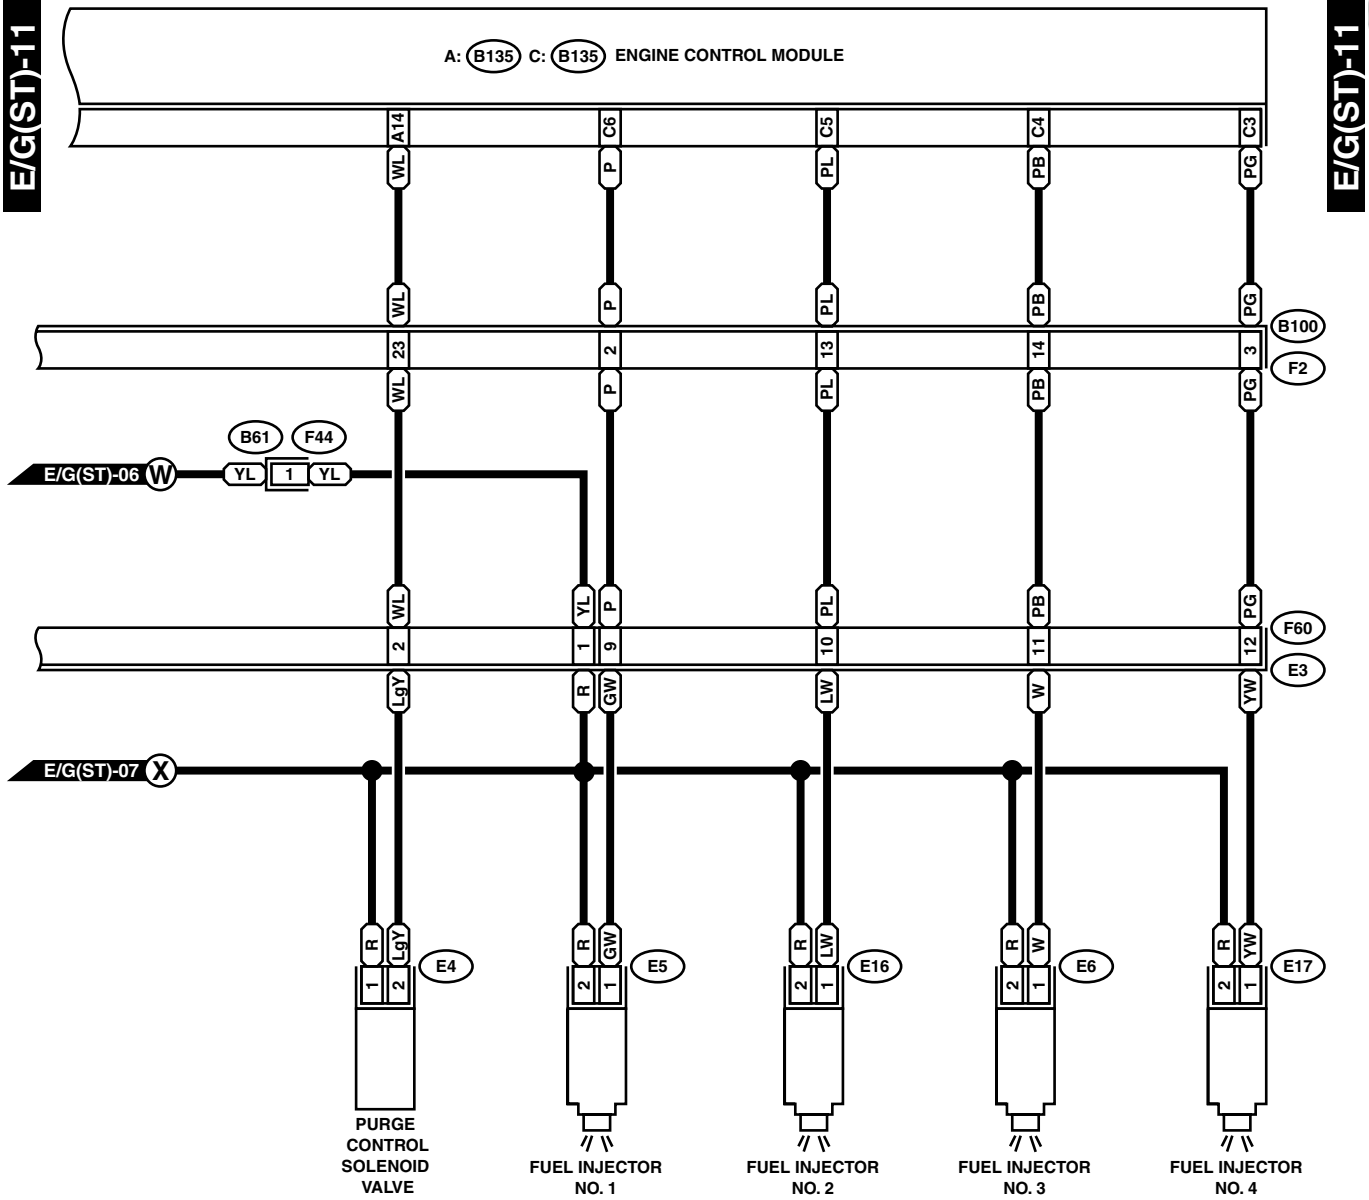 E/G(ST)-11
E/G(ST)-11
A: B135 C: B135 ENGINE CONTROL MODULE
A14 C6 C5 C4 C3
WL P PL PB PG
WL P PL PB PG
B100
23 2 13 14 3
F2
WL P PL PB PG
B61 F44
E/G(ST)-06 W YL 1 YL
WL YL P PL PB PG
F60
2 1 9 10 11 12
E3
LgY R GW LW W YW
E/G(ST)-07 X
R LgY R GW R LW R W R YW
E4 E5 E16 E6 E17
1 2 2 1 2 1 2 1 2 1
PURGE
CONTROL
SOLENOID
VALVE
FUEL INJECTOR
NO. 1
FUEL INJECTOR
NO. 2
FUEL INJECTOR
NO. 3
FUEL INJECTOR
NO. 4